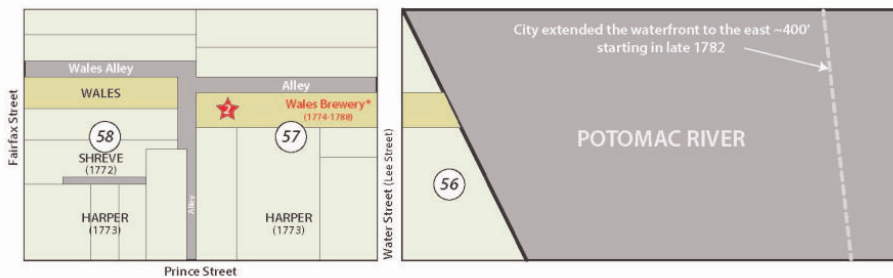 City extended the waterfront to the east ~400'
starting in late 1782
Wales Alley
Alley
WALES
2
Wales Brewery*
(1774-1788)
Fairfax Street
58
57
SHREVE
(1772)
Water Street (Lee Street)
56
POTOMAC RIVER
HARPER
(1773)
Alley
HARPER
(1773)
Prince Street